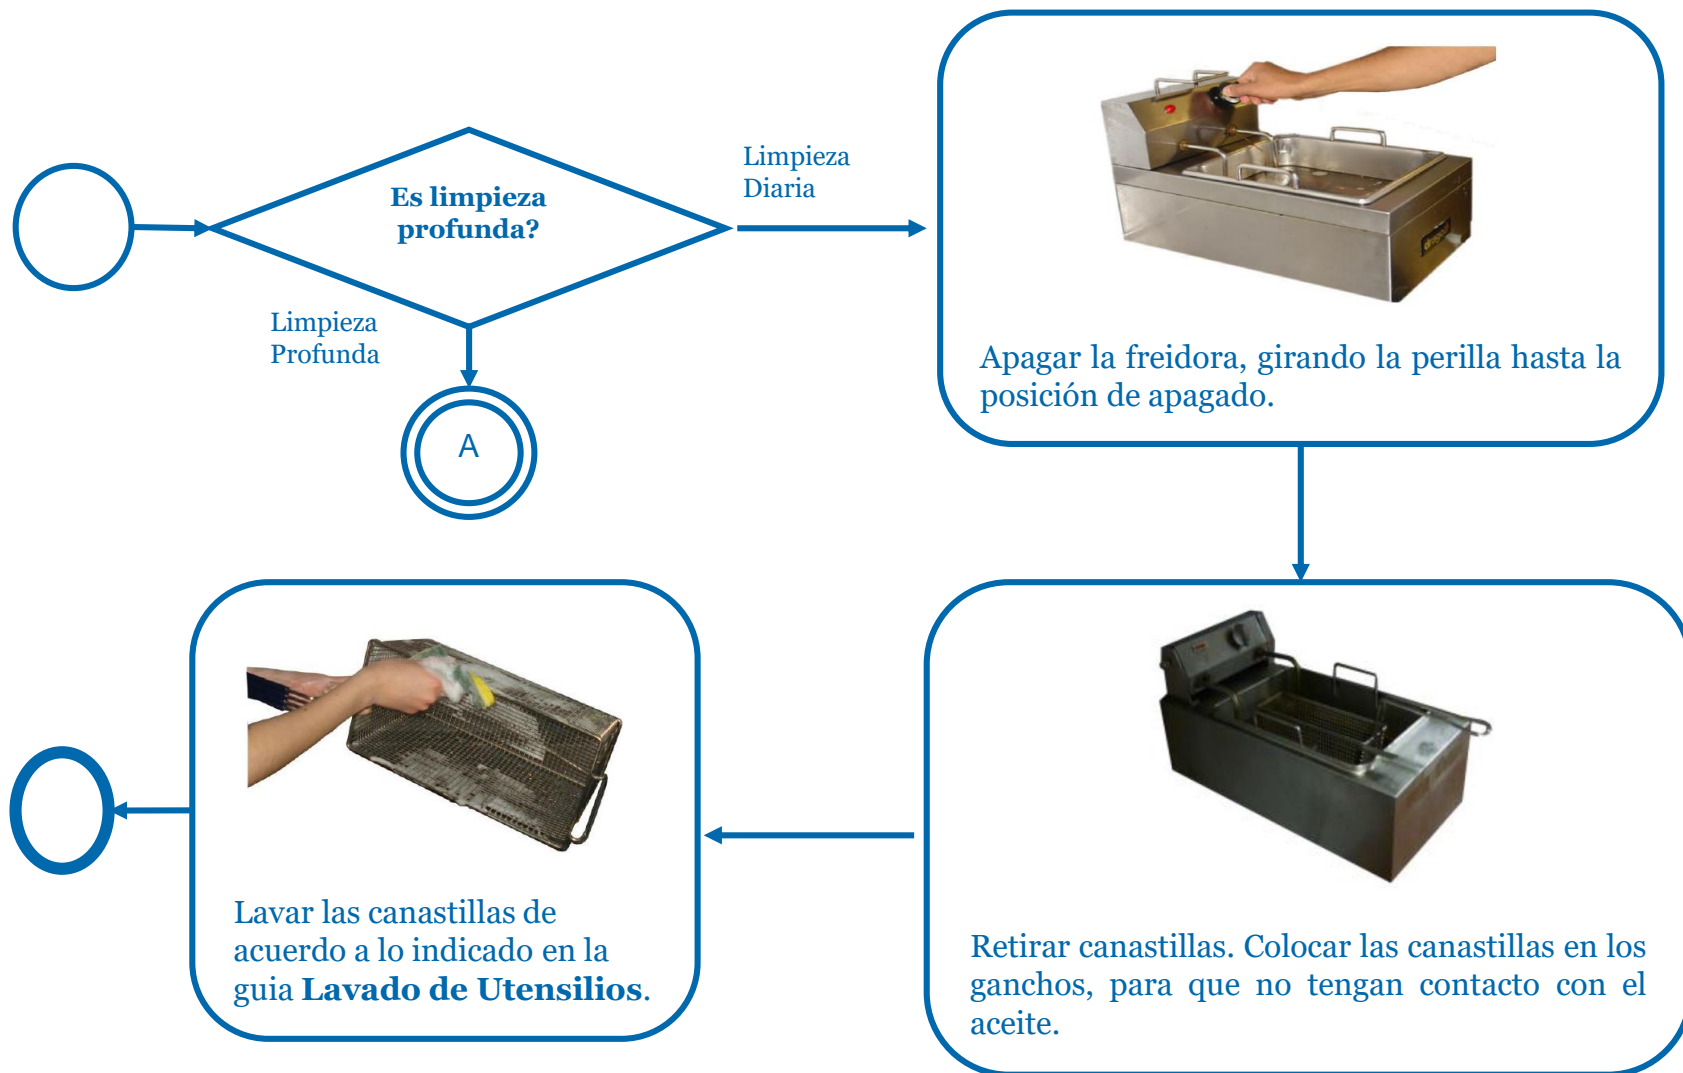 Es limpieza
profunda?
Limpieza
Diaria
Limpieza
Profunda
A
Apagar la freidora, girando la perilla hasta la
posición de apagado.
Lavar las canastillas de
acuerdo a lo indicado en la
guia Lavado de Utensilios.
Retirar canastillas. Colocar las canastillas en los
ganchos, para que no tengan contacto con el
aceite.